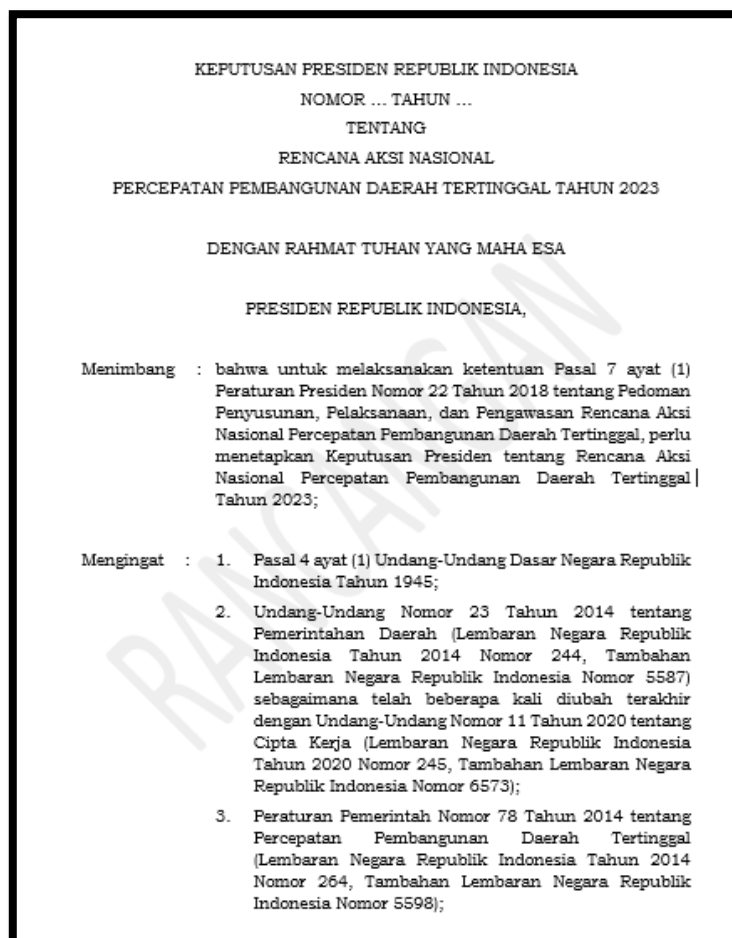 KEPUTUSAN PRESIDEN REPUBLIK INDONESIA
NOMOR ... TAHUN ...
TENTANG
RENCANA AKSI NASIONAL
PERCEPATAN PEMBANGUNAN DAERAH TERTINGGAL TAHUN 2023
DENGAN RAHMAT TUHAN YANG MAHA ESA
PRESIDEN REPUBLIK INDONESIA,
Menimbang : bahwa untuk melaksanakan ketentuan Pasal 7 ayat (1)
Peraturan Presiden Nomor 22 Tahun 2018 tentang Pedoman
Penyusunan, Pelaksanaan, dan Pengawasan Rencana Aksi
Nasional Percepatan Pembangunan Daerah Tertinggal, perlu
menetapkan Keputusan Presiden tentang Rencana Aksi
Nasional Percepatan Pembangunan Daerah Tertinggal
Tahun 2023;
Mengingat : 1. Pasal 4 ayat (1) Undang-Undang Dasar Negara Republik
Indonesia Tahun 1945;
2. Undang-Undang Nomor 23 Tahun 2014 tentang
Pemerintahan Daerah (Lembaran Negara Republik
Indonesia Tahun 2014 Nomor 244, Tambahan
Lembaran Negara Republik Indonesia Nomor 5587)
sebagaimana telah beberapa kali diubah terakhir
dengan Undang-Undang Nomor 11 Tahun 2020 tentang
Cipta Kerja (Lembaran Negara Republik Indonesia
Tahun 2020 Nomor 245, Tambahan Lembaran Negara
Republik Indonesia Nomor 6573);
3. Peraturan Pemerintah Nomor 78 Tahun 2014 tentang
Percepatan Pembangunan Daerah Tertinggal
(Lembaran Negara Republik Indonesia Tahun 2014
Nomor 264, Tambahan Lembaran Negara Republik
Indonesia Nomor 5598);
RANCANGAN